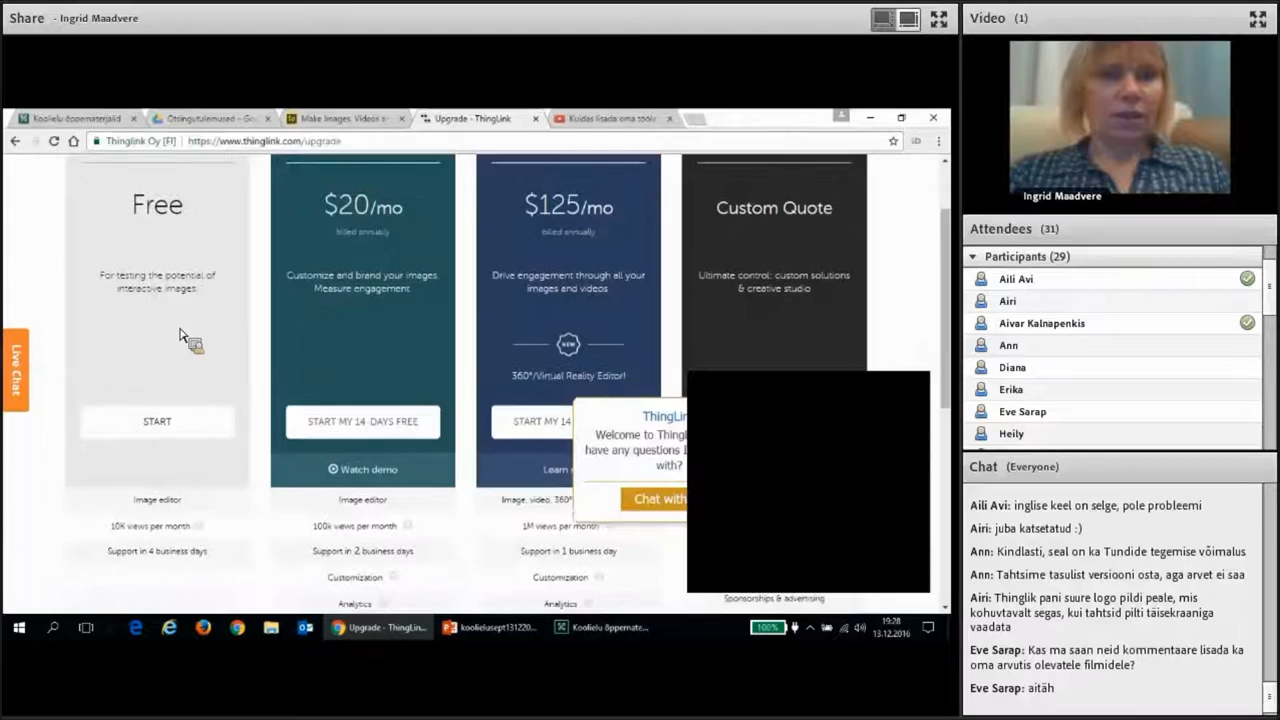 Share - Ingrid Maadvere
Koolielu õppematerjalid
Otsingutulemused – Goo
Make Images, Videos a
Upgrade - ThingLink
Kuidas lisada oma tööle
Thinglink Oy [FI] https://www.thinglink.com/upgrade
Free
For testing the potential of
interactive images.
START
Image editor
10K views per month
Support in 4 business days
$20/mo
billed annually
Customize and brand your images.
Measure engagement
START MY 14 DAYS FREE
Watch demo
Image editor
100k views per month
Support in 2 business days
Customization
Analytics
$125/mo
billed annually
Drive engagement through all your
images and videos
NEW
360°/Virtual Reality Editor!
START MY 14
Learn
Image, video, 360°
1M views per month
Support in 1 business day
Customization
Analytics
Custom Quote
Ultimate control: custom solutions
& creative studio
Sponsorships & advertising
ThingLin
Welcome to Thingl
have any questions I
with?
Chat with
Live Chat
Upgrade - ThingLin...
koolielusept131220...
Koolielu õppemate...
100%
19:28
13.12.2016
Video (1)
Ingrid Maadvere
Attendees (31)
Participants (29)
Aili Avi
Airi
Aivar Kalnapenkis
Ann
Diana
Erika
Eve Sarap
Heily
Chat (Everyone)
Aili Avi: inglise keel on selge, pole probleemi
Airi: juba katsetatud :)
Ann: Kindlasti, seal on ka Tundide tegemise võimalus
Ann: Tahtsime tasulist versiooni osta, aga arvet ei saa
Airi: Thinglik pani suure logo pildi peale, mis
kohuvtavalt segas, kui tahtsid pilti täisekraaniga
vaadata
Eve Sarap: Kas ma saan neid kommentaare lisada ka
oma arvutis olevatele filmidele?
Eve Sarap: aitäh